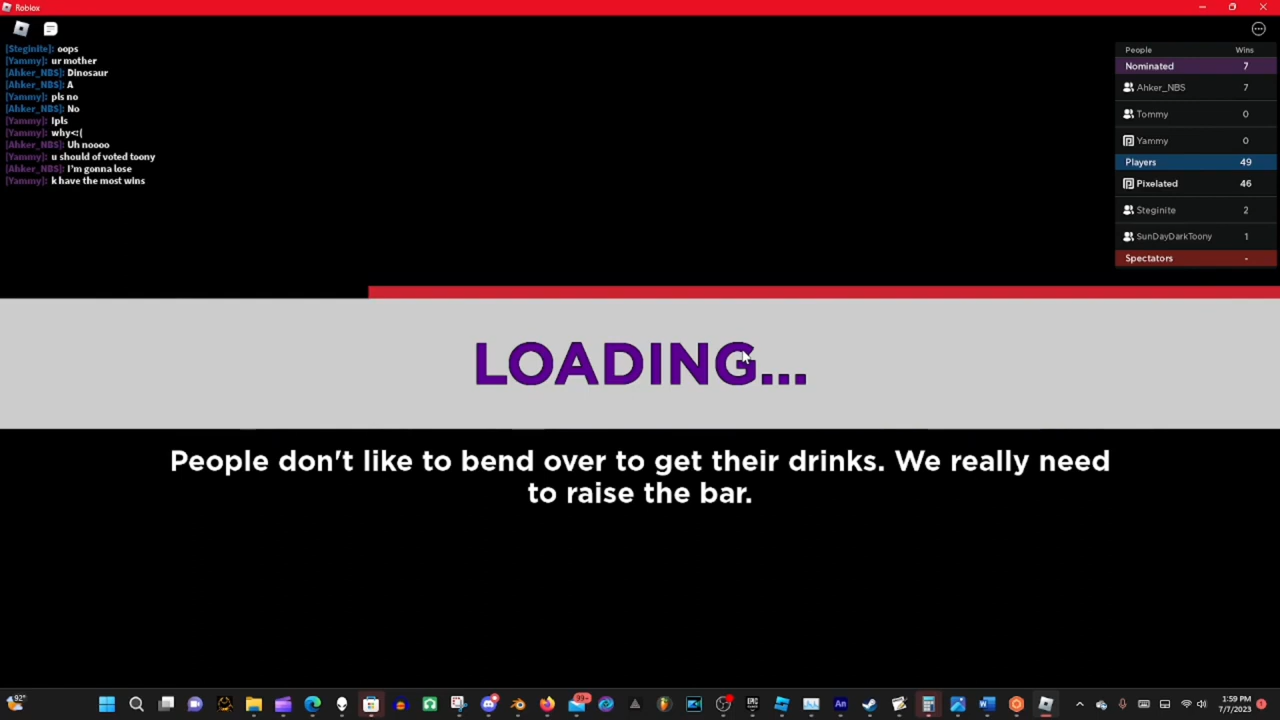 Roblox
[Steginite]: oops
[Yammy]: ur mother
[Ahker_NBS]: Dinosaur
[Ahker_NBS]: A
[Yammy]: pls no
[Ahker_NBS]: No
[Yammy]: !pls
[Yammy]: why<:(
[Ahker_NBS]: Uh noooo
[Yammy]: u should of voted toony
[Ahker_NBS]: I'm gonna lose
[Yammy]: k have the most wins
People Wins
Nominated 7
Ahker_NBS 7
Tommy 0
Yammy 0
Players 49
Pixelated 46
Steginite 2
SunDayDarkToony 1
Spectators -
LOADING...
People don't like to bend over to get their drinks. We really need
to raise the bar.
92°
99+
1:59 PM
7/7/2023